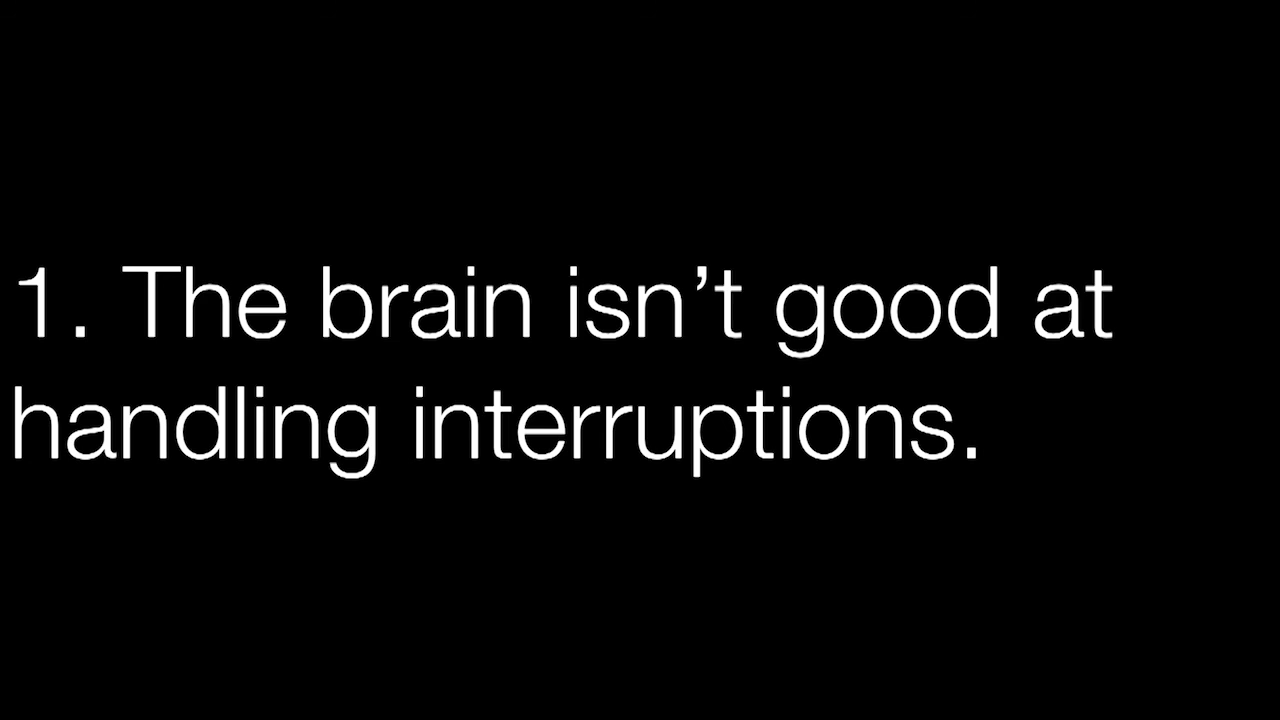 1. The brain isn’t good at
handling interruptions.